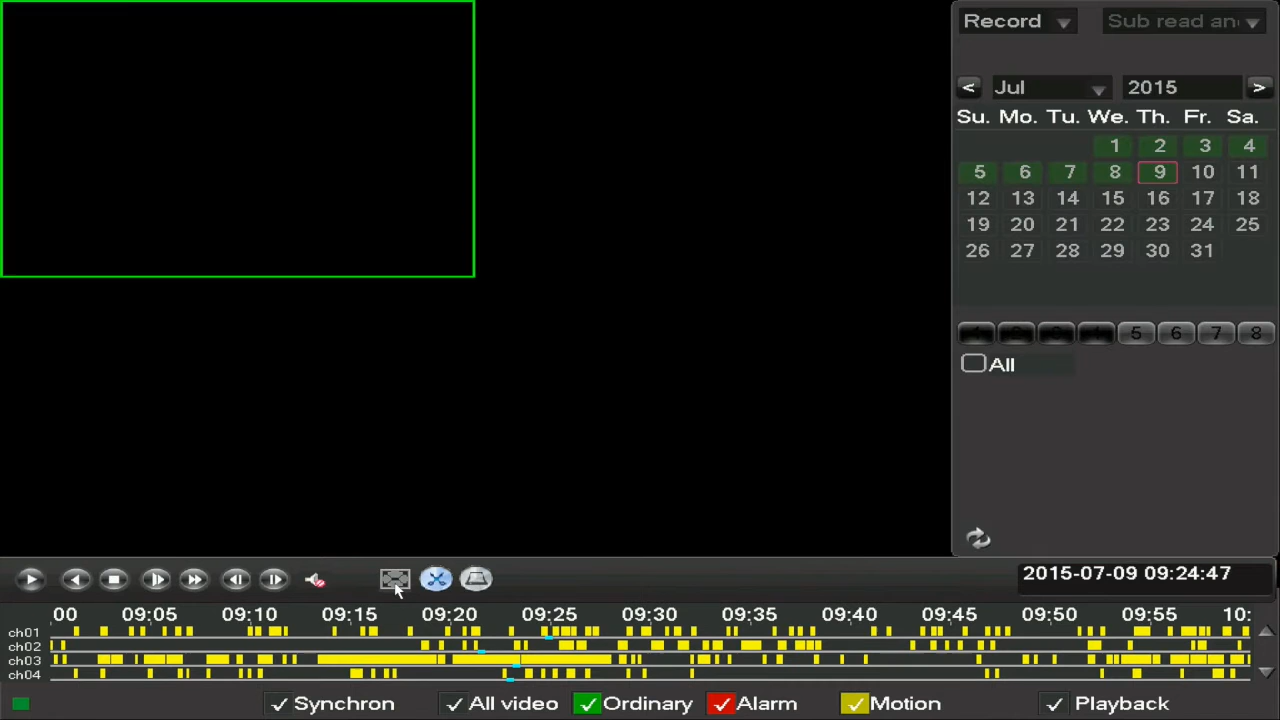 Record Sub read an
< Jul 2015 >
Su. Mo. Tu. We. Th. Fr. Sa.
1 2 3 4
5 6 7 8 9 10 11
12 13 14 15 16 17 18
19 20 21 22 23 24 25
26 27 28 29 30 31
1 2 3 4 5 6 7 8
All
2015-07-09 09:24:47
00 09:05 09:10 09:15 09:20 09:25 09:30 09:35 09:40 09:45 09:50 09:55 10:
ch01
ch02
ch03
ch04
Synchron All video Ordinary Alarm Motion Playback